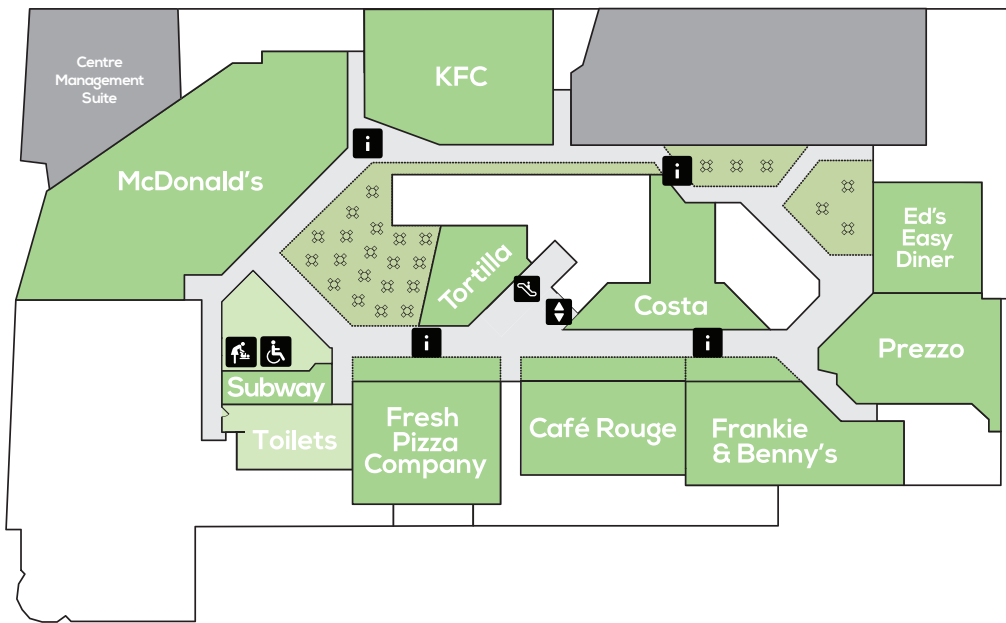 Centre
Management
Suite
KFC
McDonald's
Ed's
Easy
Diner
Tortilla
Costa
Prezzo
Subway
Toilets
Fresh
Pizza
Company
Café Rouge
Frankie
& Benny's
i
i
i
i